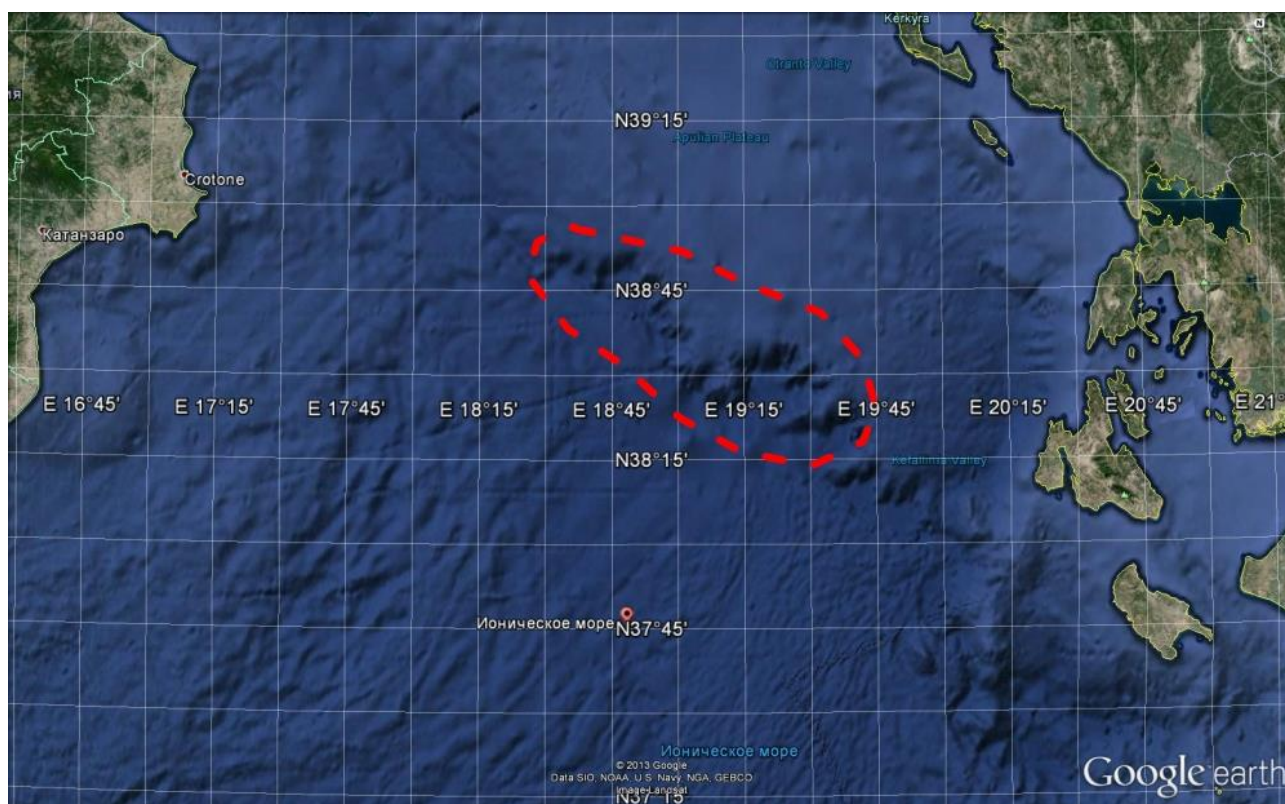 Kerkyra
N
Otranto Valley
ия
N39°15'
Apulian Plateau
Crotone
Катанзаро
N38°45'
E 16°45'
E 17°15'
E 17°45'
E 18°15'
E 18°45'
E 19°15'
E 19°45'
E 20°15'
E 20°45'
E 21°
N38°15'
Kefallinia Valley
Ионическое море
N37°45'
Ионическое море
© 2013 Google
Data SIO, NOAA, U.S. Navy, NGA, GEBCO
Image Landsat
Google earth
N37°15'